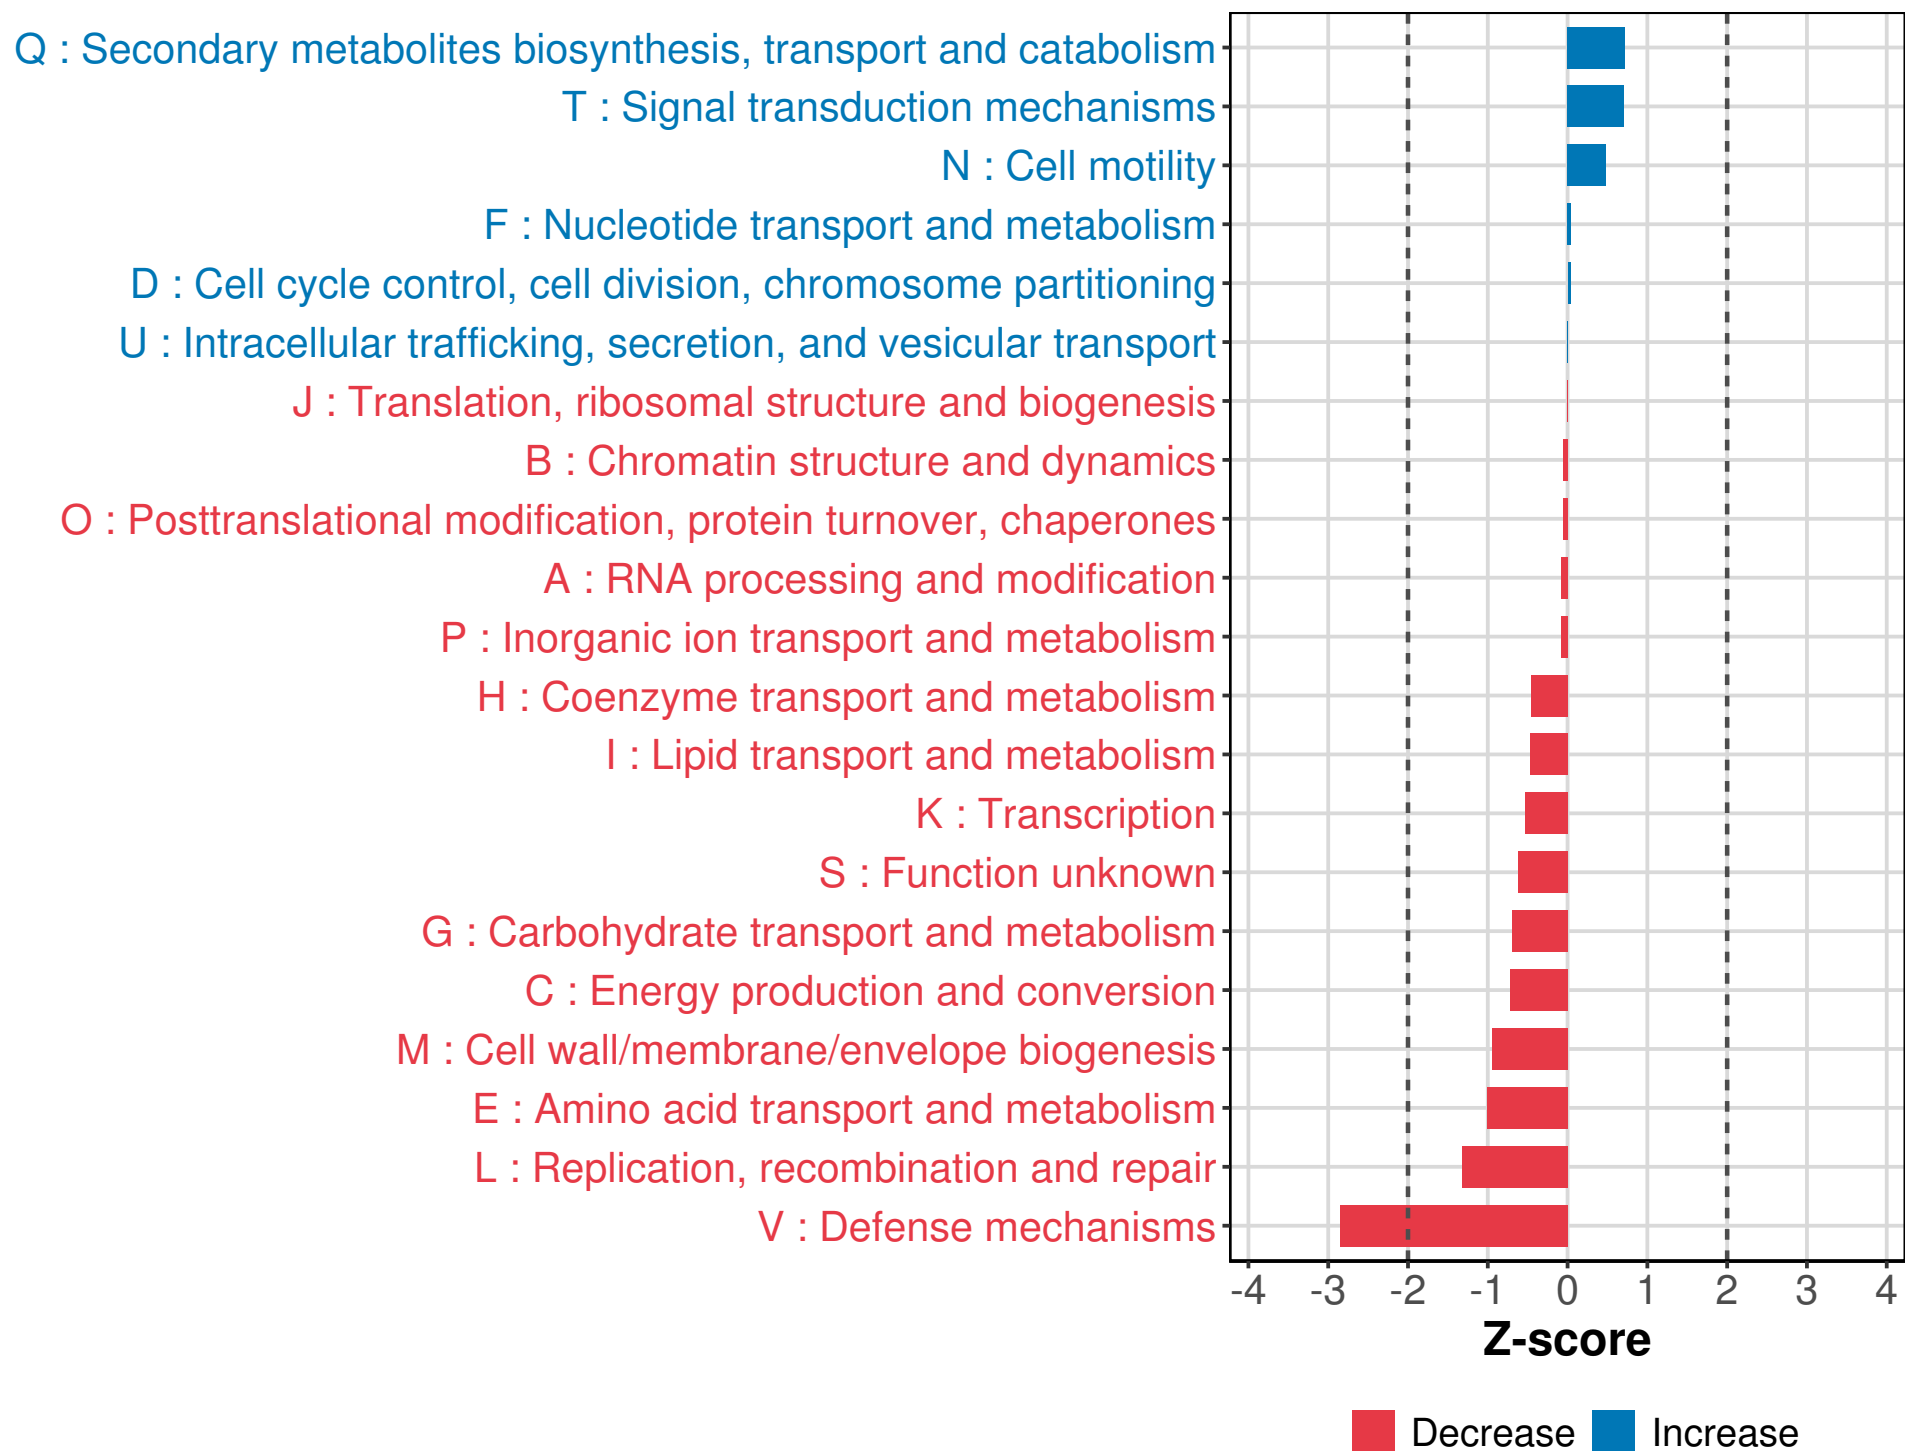 Q : Secondary metabolites biosynthesis, transport and catabolism
T : Signal transduction mechanisms
N : Cell motility
F : Nucleotide transport and metabolism
D : Cell cycle control, cell division, chromosome partitioning
U : Intracellular trafficking, secretion, and vesicular transport
J : Translation, ribosomal structure and biogenesis
B : Chromatin structure and dynamics
O : Posttranslational modification, protein turnover, chaperones
A : RNA processing and modification
P : Inorganic ion transport and metabolism
H : Coenzyme transport and metabolism
I : Lipid transport and metabolism
K : Transcription
S : Function unknown
G : Carbohydrate transport and metabolism
C : Energy production and conversion
M : Cell wall/membrane/envelope biogenesis
E : Amino acid transport and metabolism
L : Replication, recombination and repair
V : Defense mechanisms
-4 -3 -2 -1 0 1 2 3 4
Z-score
Decrease Increase